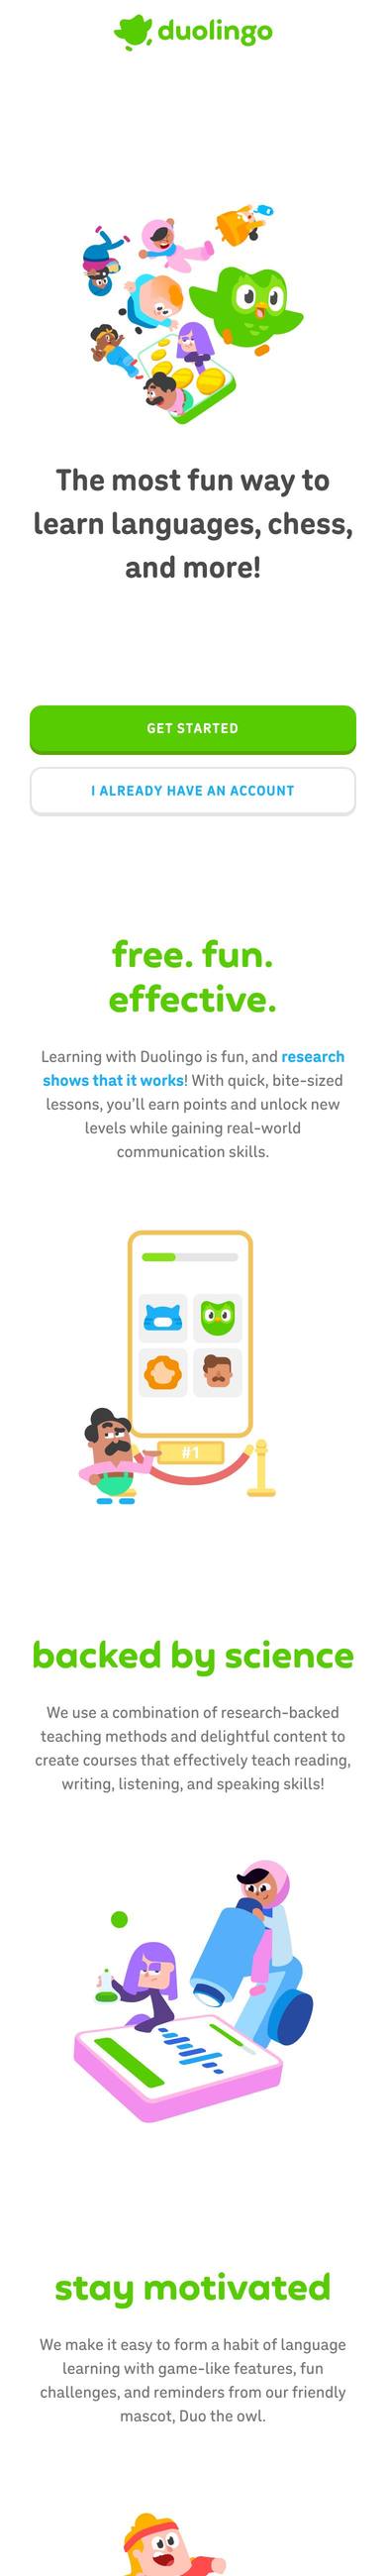 duolingo
The most fun way to
learn languages, chess,
and more!
GET STARTED
I ALREADY HAVE AN ACCOUNT
free. fun.
effective.
Learning with Duolingo is fun, and research
shows that it works! With quick, bite-sized
lessons, you’ll earn points and unlock new
levels while gaining real-world
communication skills.
#1
backed by science
We use a combination of research-backed
teaching methods and delightful content to
create courses that effectively teach reading,
writing, listening, and speaking skills!
stay motivated
We make it easy to form a habit of language
learning with game-like features, fun
challenges, and reminders from our friendly
mascot, Duo the owl.